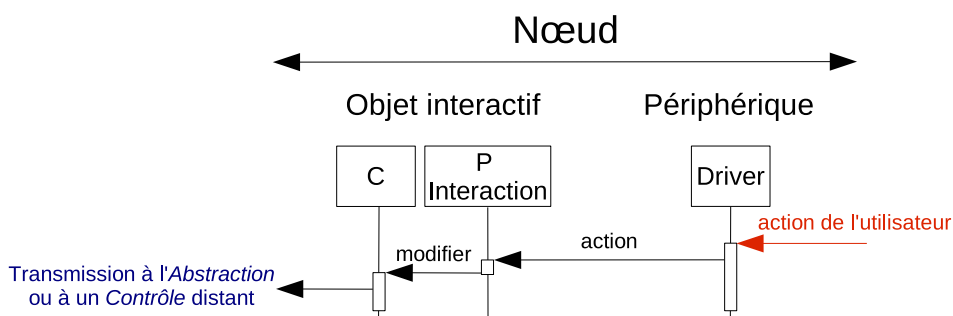 Nœud
Objet interactif
Périphérique
C
P
Interaction
Driver
action de l'utilisateur
action
modifier
Transmission à l'Abstraction
ou à un Contrôle distant